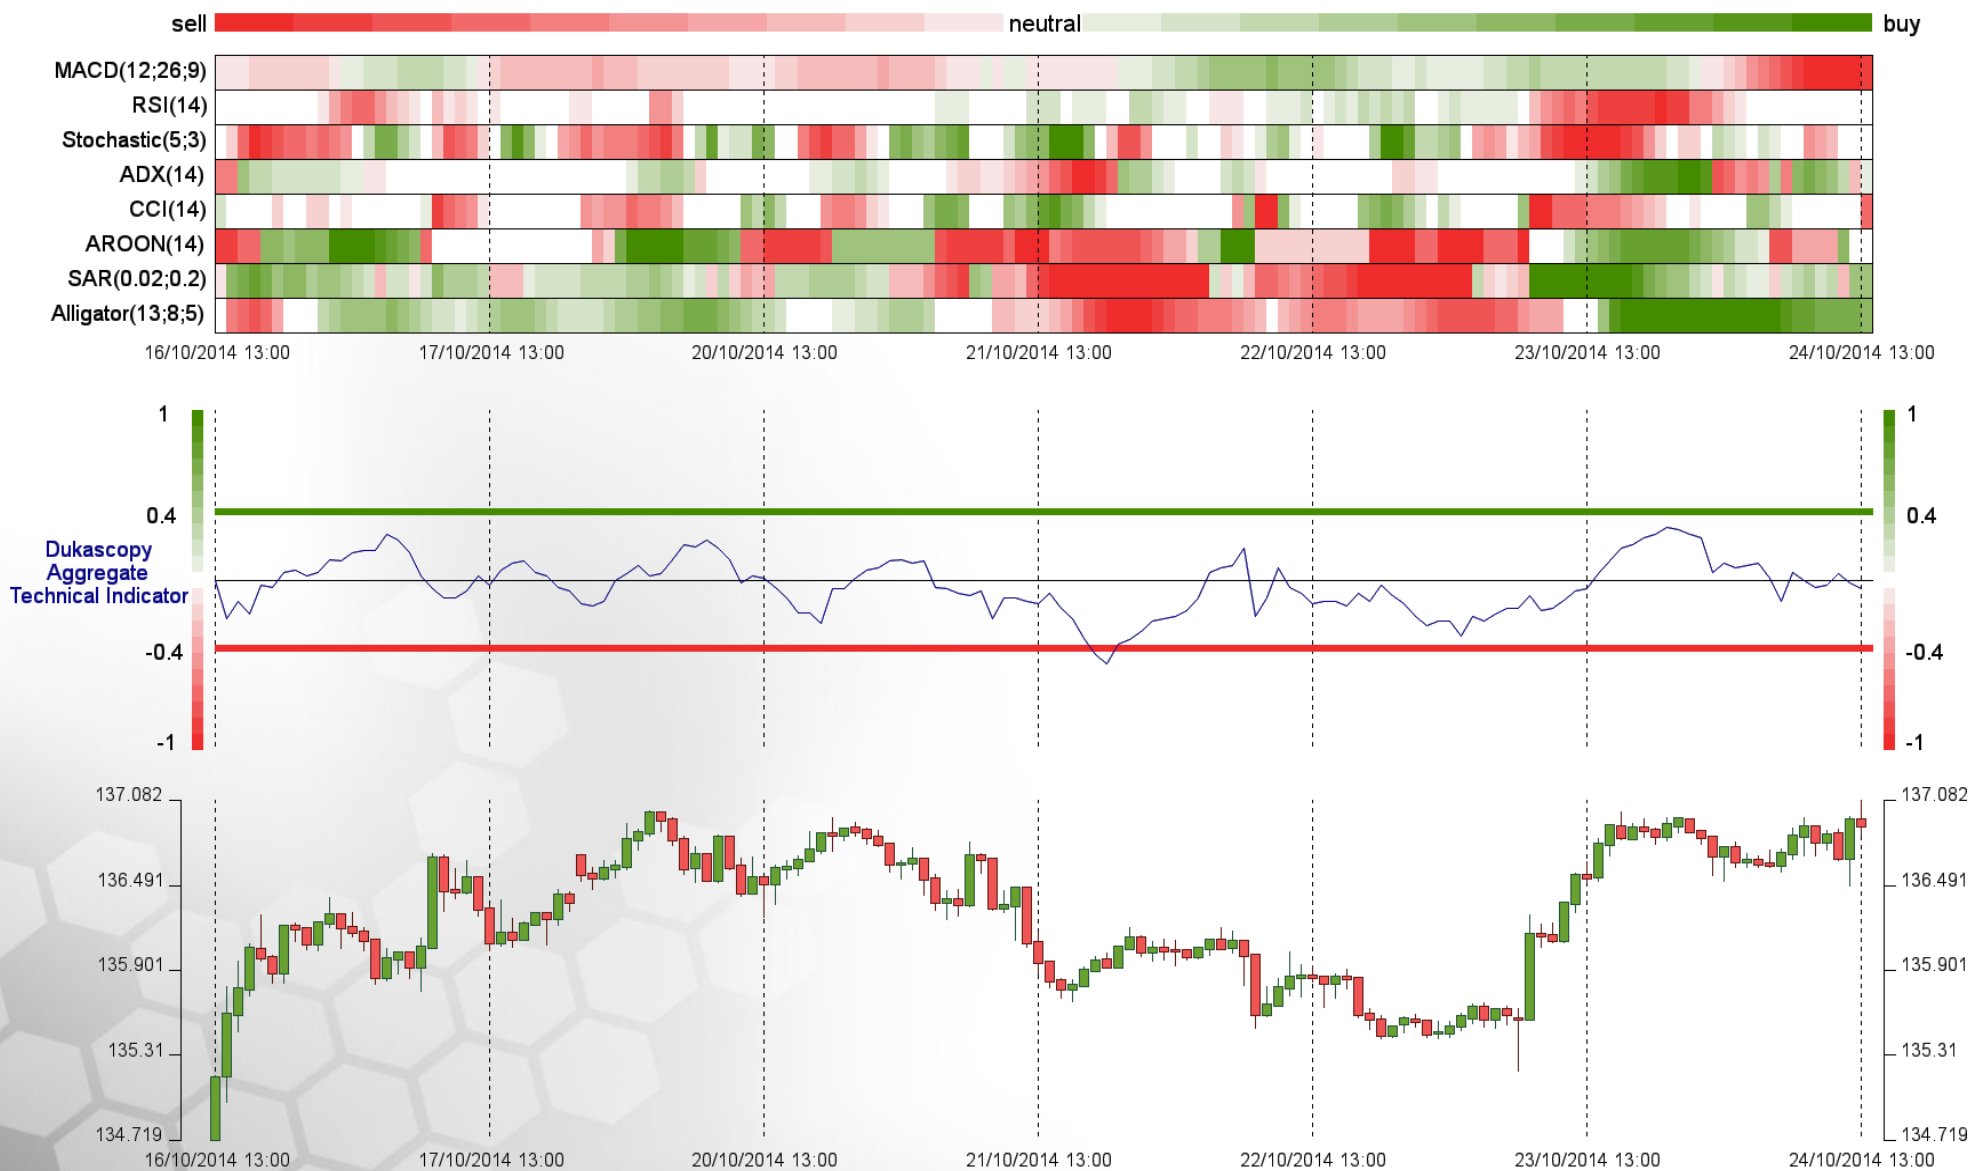 sell neutral buy
MACD(12;26;9)
RSI(14)
Stochastic(5;3)
ADX(14)
CCI(14)
AROON(14)
SAR(0.02;0.2)
Alligator(13;8;5)
16/10/2014 13:00 17/10/2014 13:00 20/10/2014 13:00 21/10/2014 13:00 22/10/2014 13:00 23/10/2014 13:00 24/10/2014 13:00
1 1
0.4 0.4
Dukascopy
Aggregate
Technical Indicator
-0.4 -0.4
-1 -1
137.082 137.082
136.491 136.491
135.901 135.901
135.31 135.31
134.719 134.719
16/10/2014 13:00 17/10/2014 13:00 20/10/2014 13:00 21/10/2014 13:00 22/10/2014 13:00 23/10/2014 13:00 24/10/2014 13:00